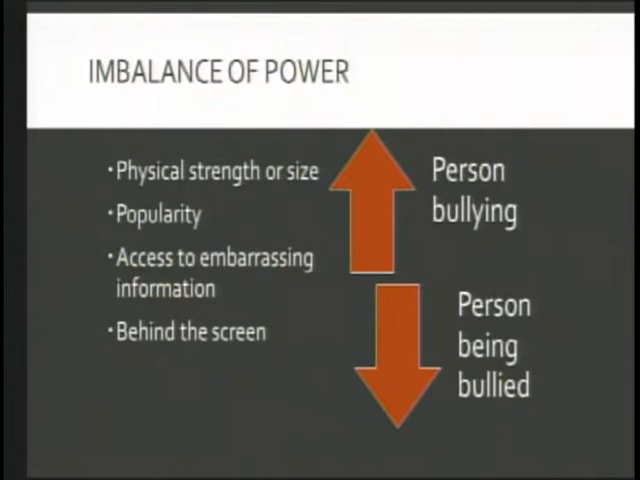 IMBALANCE OF POWER
·Physical strength or size
·Popularity
·Access to embarrassing
information
·Behind the screen
Person
bullying
Person
being
bullied